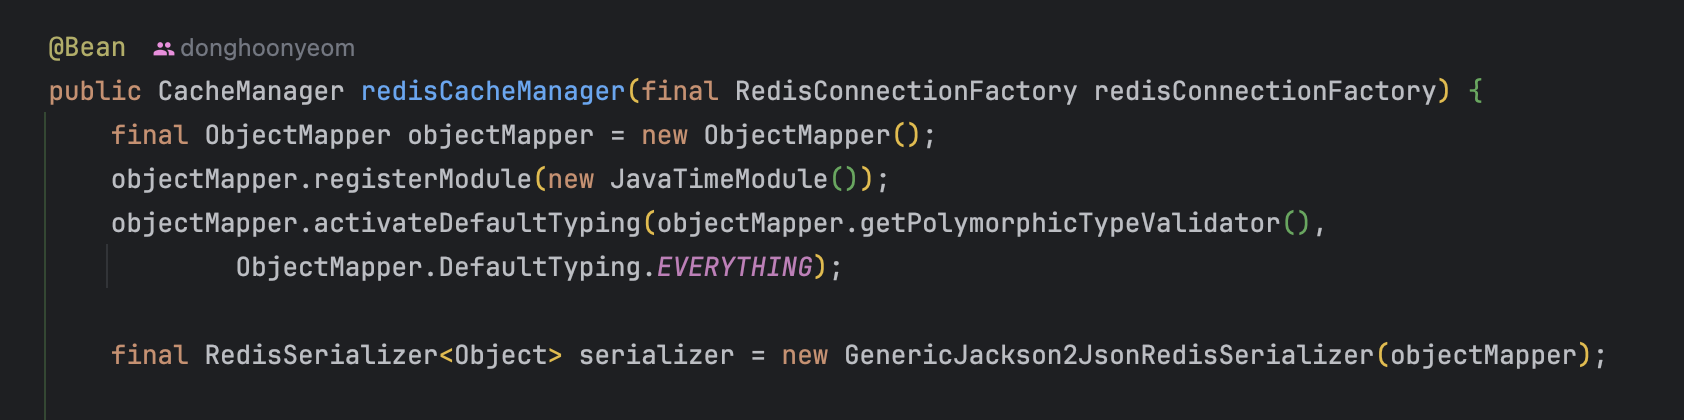 @Bean donghoonyeom
public CacheManager redisCacheManager(final RedisConnectionFactory redisConnectionFactory) {
final ObjectMapper objectMapper = new ObjectMapper();
objectMapper.registerModule(new JavaTimeModule());
objectMapper.activateDefaultTyping(objectMapper.getPolymorphicTypeValidator(),
ObjectMapper.DefaultTyping.EVERYTHING);
final RedisSerializer<Object> serializer = new GenericJackson2JsonRedisSerializer(objectMapper);